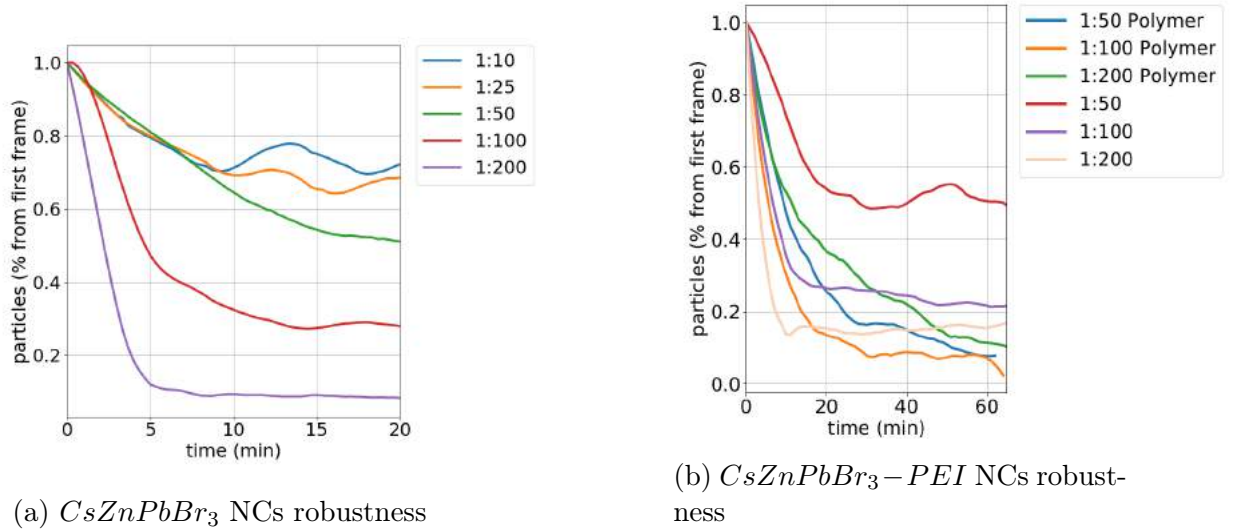 particles (% from first frame)
1.0
0.8
0.6
0.4
0.2
0
5
10
15
20
time (min)
1:10
1:25
1:50
1:100
1:200
(a) CsZnPbBr3 NCs robustness
particles (% from first frame)
1.0
0.8
0.6
0.4
0.2
0.0
0
20
40
60
time (min)
1:50 Polymer
1:100 Polymer
1:200 Polymer
1:50
1:100
1:200
(b) CsZnPbBr3−PEI NCs robust-
ness